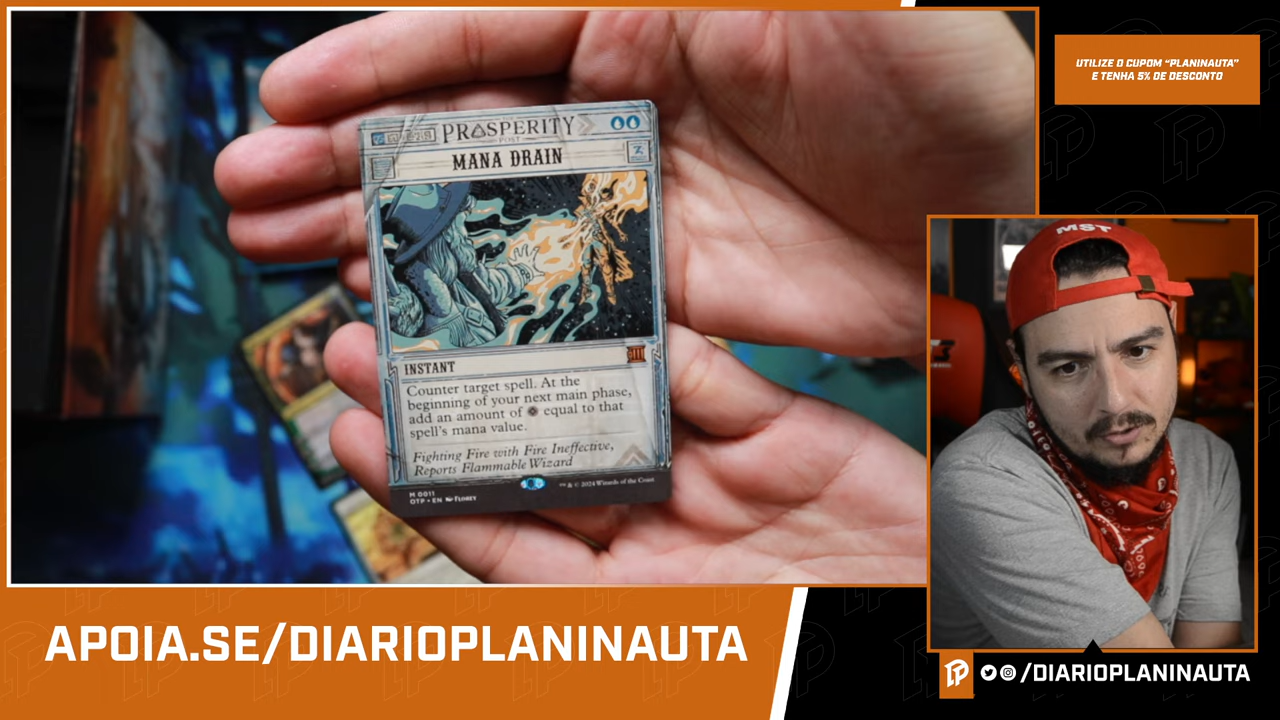 UTILIZE O CUPOM “PLANINAUTA”
E TENHA 5% DE DESCONTO
PROSPERITY
POST
MANA DRAIN
INSTANT
Counter target spell. At the
beginning of your next main phase,
add an amount of equal to that
spell's mana value.
Fighting Fire with Fire Ineffective,
Reports Flammable Wizard
M 0011
OTP • EN Florey
™ & © 2024 Wizards of the Coast
MST
APOIA.SE/DIARIOPLANINAUTA
/DIARIOPLANINAUTA